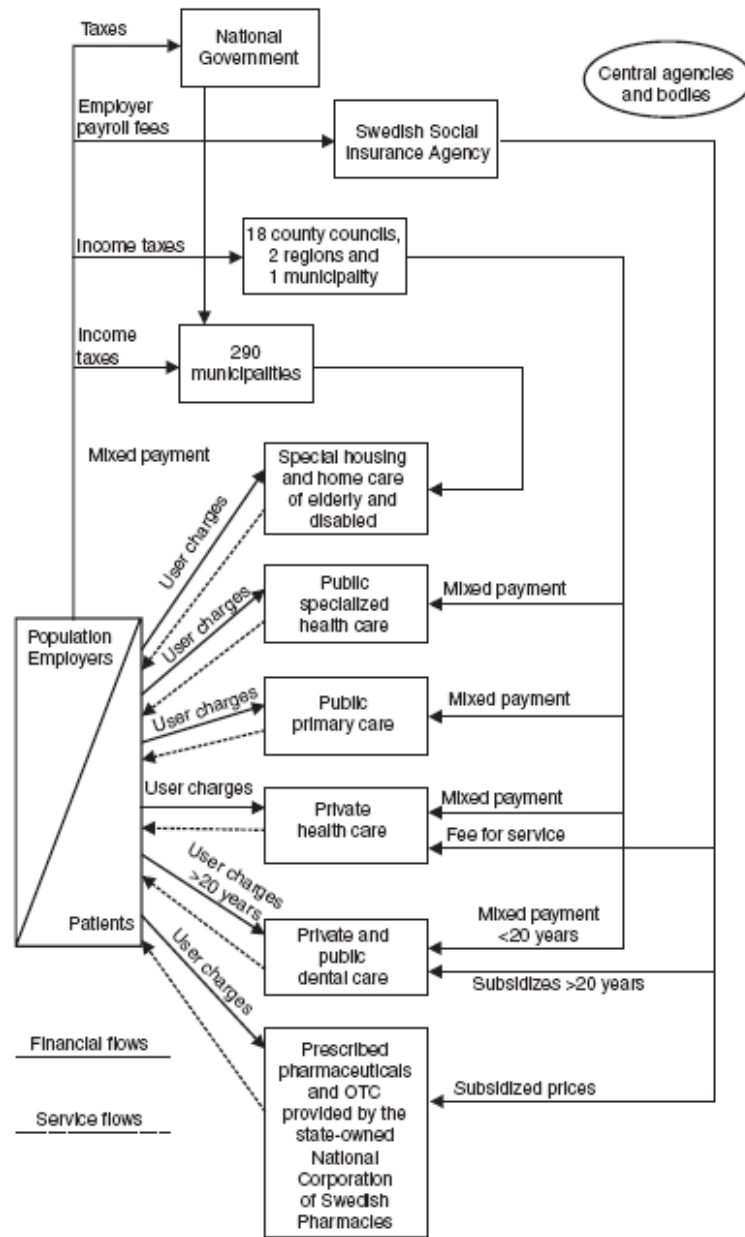 Taxes
National
Government
Central agencies
and bodies
Employer
payroll fees
Swedish Social
Insurance Agency
Income taxes
18 county councils,
2 regions and
1 municipality
Income
taxes
290
municipalities
Mixed payment
Special housing
and home care
of elderly and
disabled
User charges
Public
specialized
health care
Mixed payment
User charges
Population
Employers
Public
primary care
Mixed payment
User charges
User charges
Private
health care
Mixed payment
Fee for service
User charges
>20 years
Patients
Private and
public
dental care
Mixed payment
<20 years
Subsidizes >20 years
User charges
Prescribed
pharmaceuticals
and OTC
provided by the
state-owned
National
Corporation
of Swedish
Pharmacies
Subsidized prices
Financial flows
Service flows